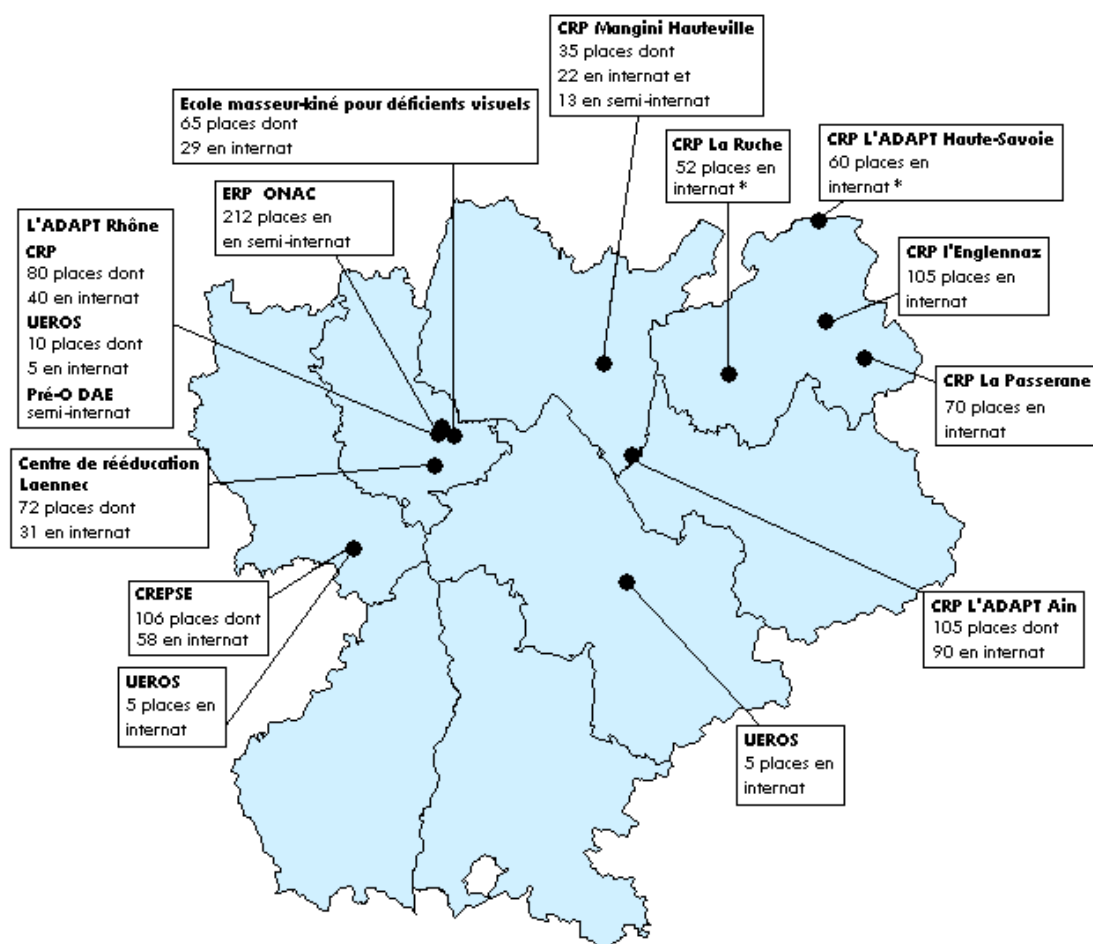 CRP Mangini Hauteville
35 places dont
22 en internat et
13 en semi-internat
Ecole masseur-kiné pour déficients visuels
65 places dont
29 en internat
CRP La Ruche
52 places en
internat *
CRP L'ADAPT Haute-Savoie
60 places en
internat *
ERP ONAC
212 places en
en semi-internat
L'ADAPT Rhône
CRP
80 places dont
40 en internat
UEROS
10 places dont
5 en internat
Pré-O DAE
semi-internat
CRP l'Englennaz
105 places en
internat
CRP La Passerane
70 places en
internat
Centre de rééducation
Laennec
72 places dont
31 en internat
CREPSE
106 places dont
58 en internat
CRP L'ADAPT Ain
105 places dont
90 en internat
UEROS
5 places en
internat
UEROS
5 places en
internat